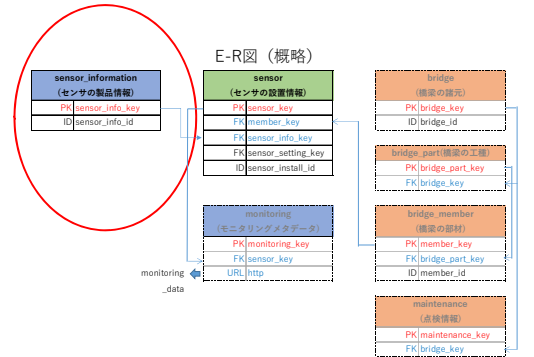 E-R図（概略）
sensor_information
（センサの製品情報）
PK sensor_info_key
ID sensor_info_id
sensor
（センサの設置情報）
PK sensor_key
FK member_key
FK sensor_info_key
FK sensor_setting_key
ID sensor_install_id
monitoring
（モニタリングメタデータ）
PK monitoring_key
FK sensor_key
URL http
monitoring
_data
bridge
（橋梁の諸元）
PK bridge_key
ID bridge_id
bridge_part(橋梁の工種)
PK bridge_part_key
FK bridge_key
bridge_member
（橋梁の部材）
PK member_key
FK bridge_part_key
ID member_id
maintenance
（点検情報）
PK maintenance_key
FK bridge_key